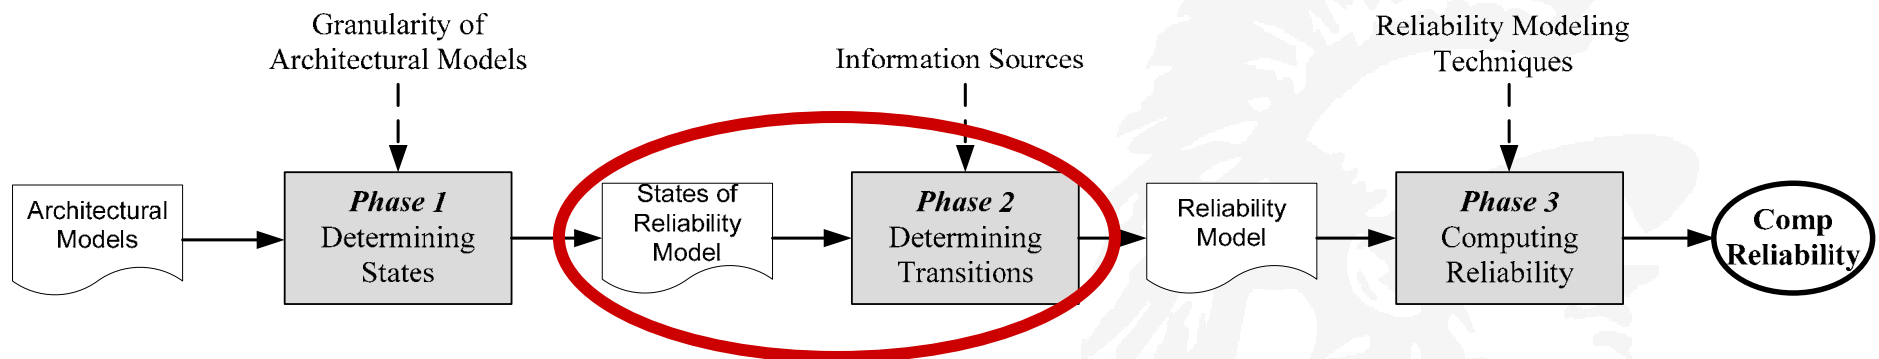 Granularity of
Architectural Models
Information Sources
Reliability Modeling
Techniques
Architectural
Models
Phase 1
Determining
States
States of
Reliability
Model
Phase 2
Determining
Transitions
Reliability
Model
Phase 3
Computing
Reliability
Comp
Reliability